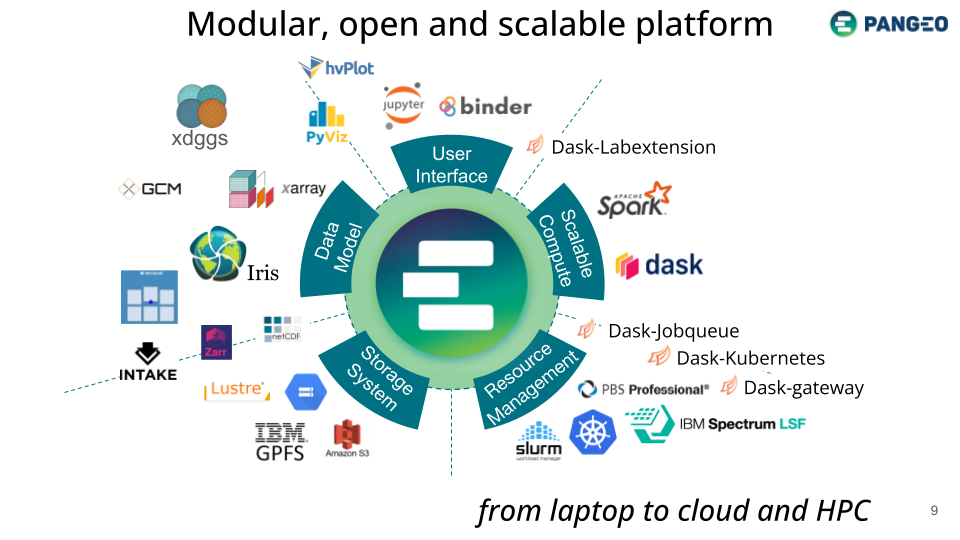 Modular, open and scalable platform
PANGEO
hvPlot
PyViz
jupyter
binder
xdggs
Dask-Labextension
User
Interface
GCM
xarray
Data
Model
Scalable
Compute
APACHE
Spark
Iris
dask
netCDF
Zarr
INTAKE
Storage
System
Resource
Management
Dask-Jobqueue
Dask-Kubernetes
Lustre
PBS Professional®
Dask-gateway
IBM
GPFS
Amazon S3
slurm
workload manager
IBM Spectrum LSF
from laptop to cloud and HPC
9